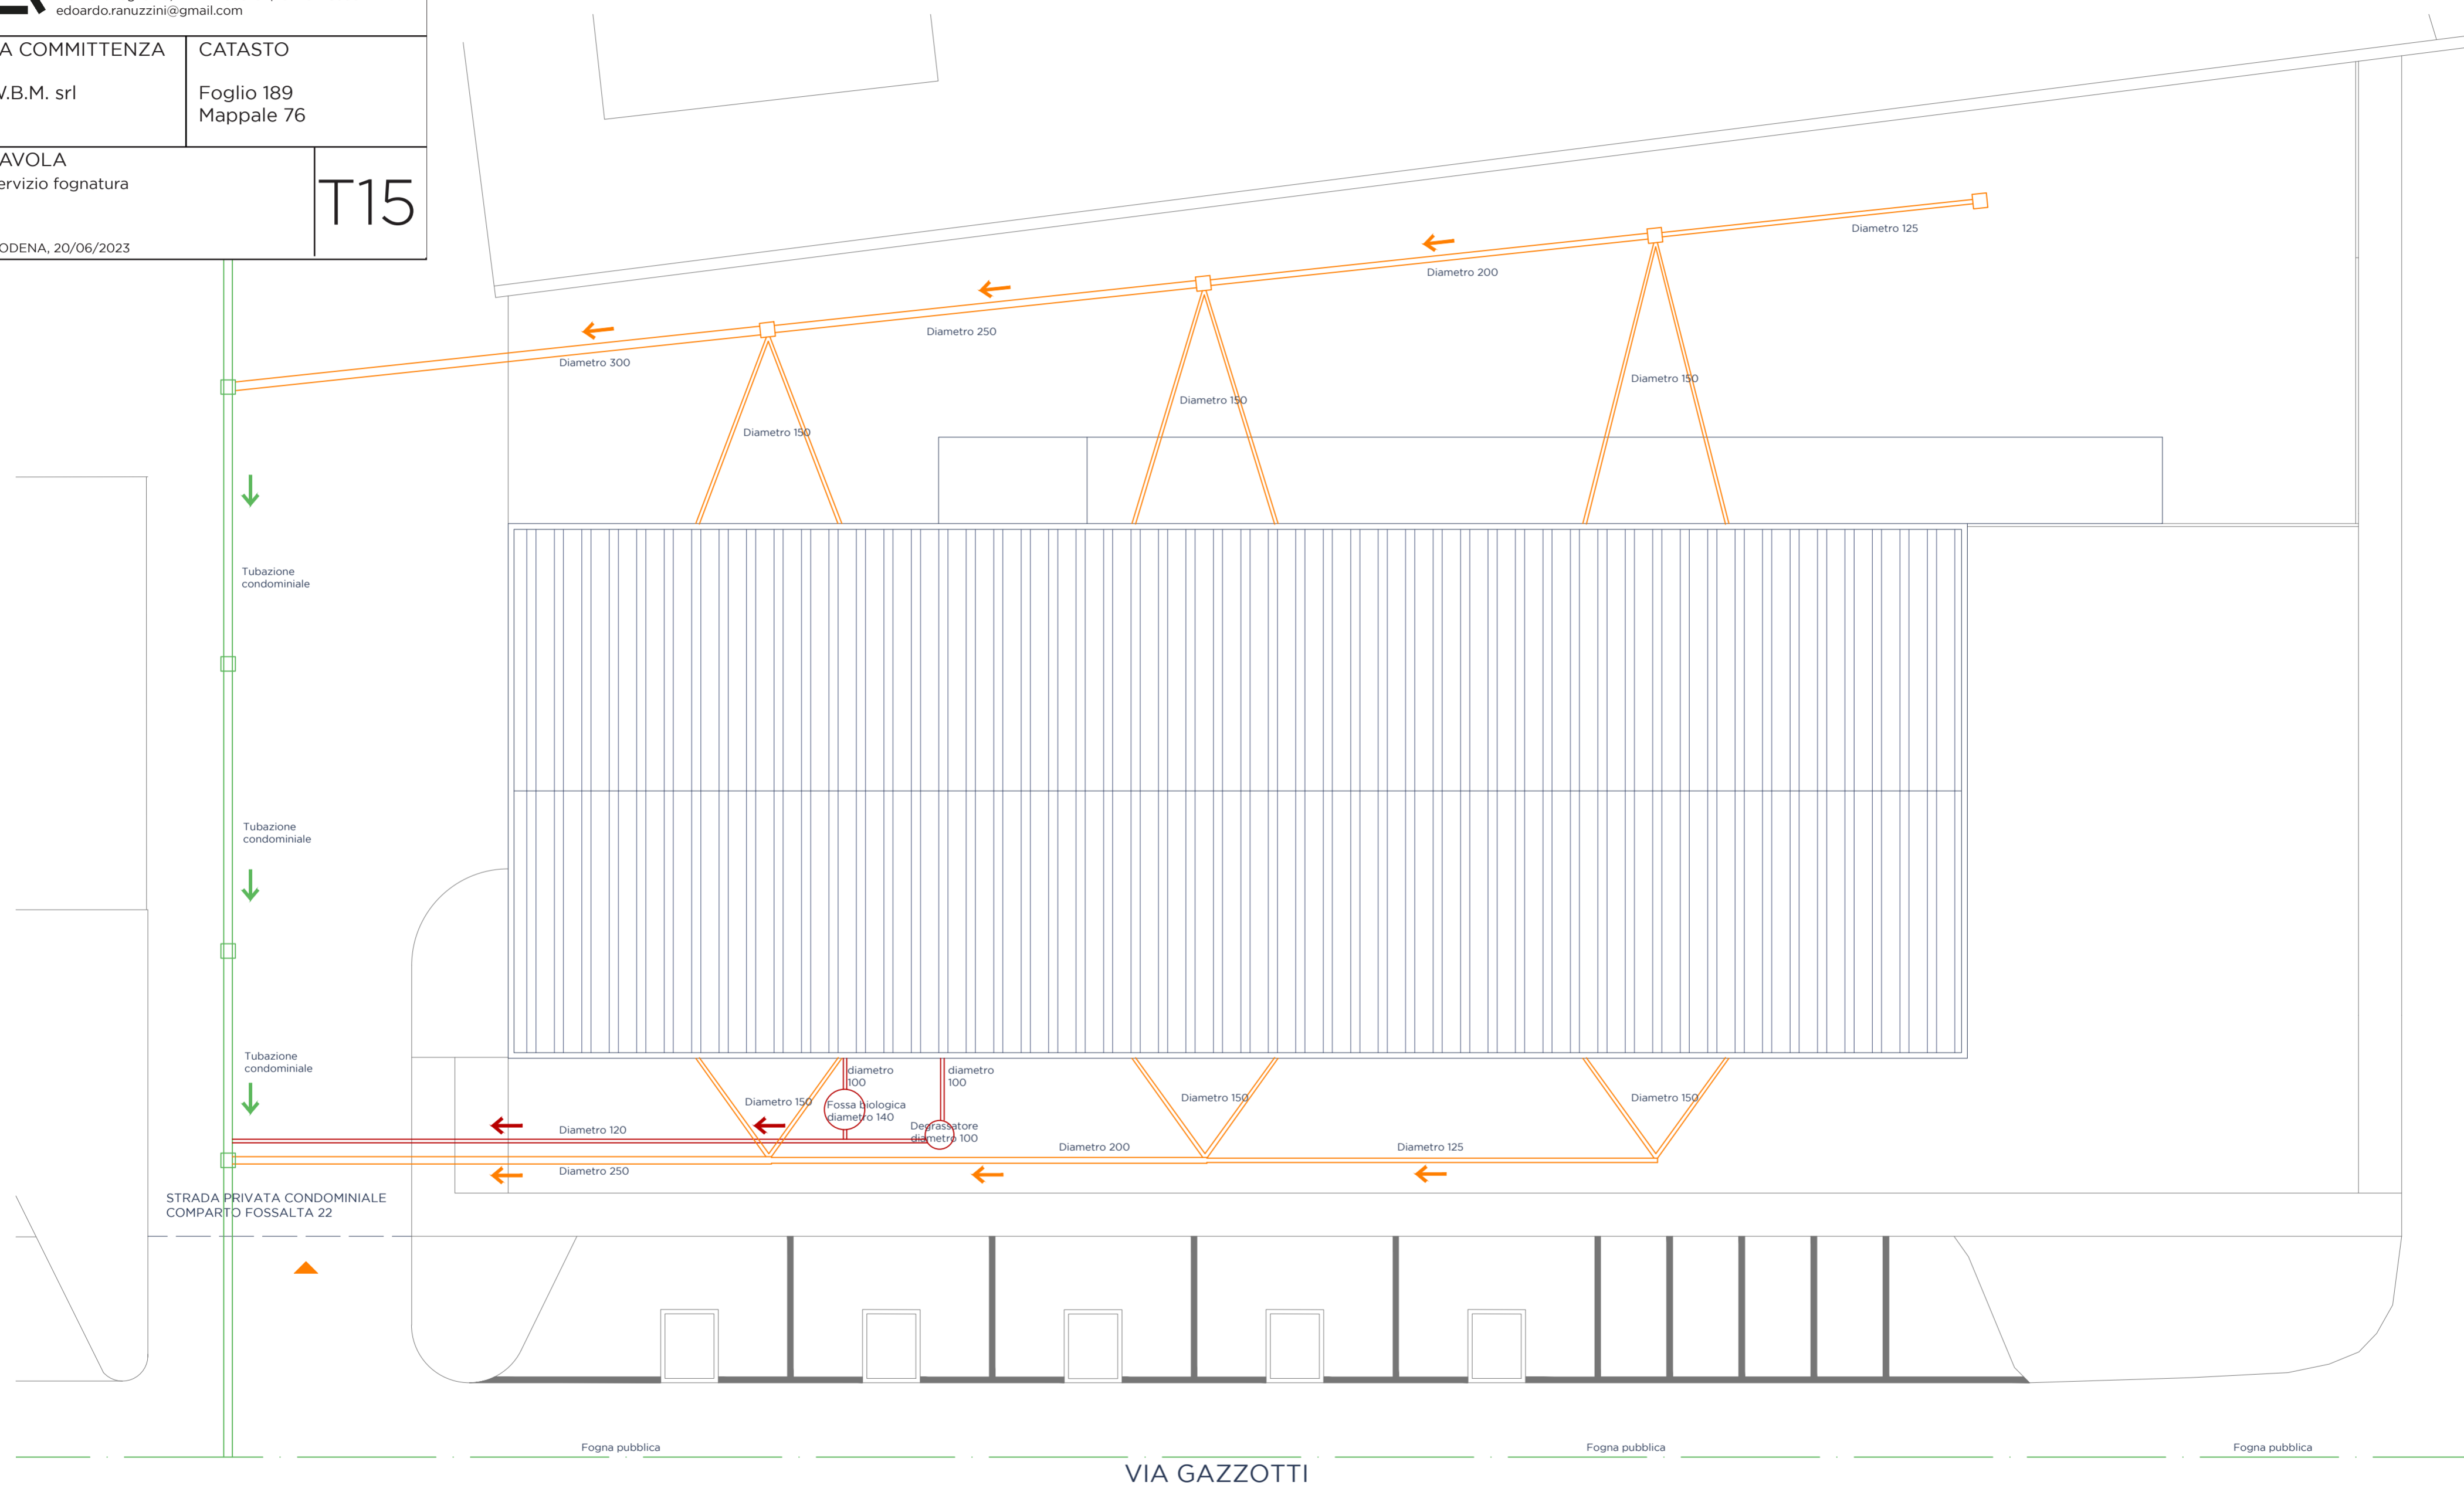 edoardo.ranuzzini@gmail.com
A COMMITTENZA
CATASTO
.B.M. srl
Foglio 189
Mappale 76
AVOLA
ervizio fognatura
T15
ODENA, 20/06/2023
Diametro 125
Diametro 200
Diametro 250
Diametro 300
Diametro 150
Diametro 150
Diametro 150
Tubazione
condominiale
Tubazione
condominiale
Tubazione
condominiale
diametro
100
diametro
100
Diametro 150
Fossa biologica
diametro 140
Diametro 150
Diametro 150
Diametro 120
Degrassatore
diametro 100
Diametro 200
Diametro 125
Diametro 250
STRADA PRIVATA CONDOMINIALE
COMPARTO FOSSALTA 22
Fogna pubblica
Fogna pubblica
Fogna pubblica
VIA GAZZOTTI